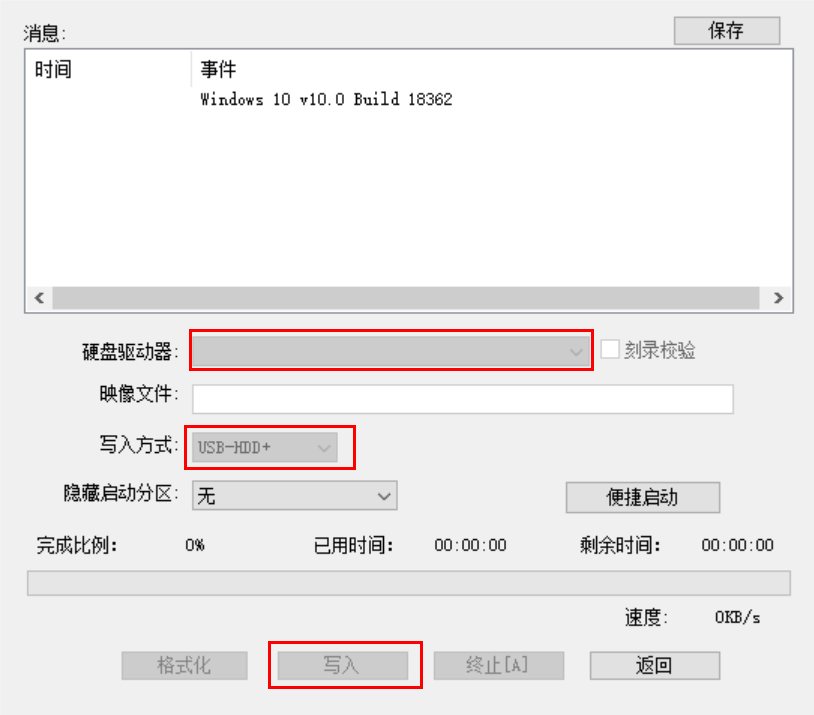 消息:
保存
时间 事件
Windows 10 v10.0 Build 18362
硬盘驱动器: 刻录校验
映像文件:
写入方式: USB-HDD+
隐藏启动分区: 无 便捷启动
完成比例: 0% 已用时间: 00:00:00 剩余时间: 00:00:00
速度: 0KB/s
格式化 写入 终止[A] 返回